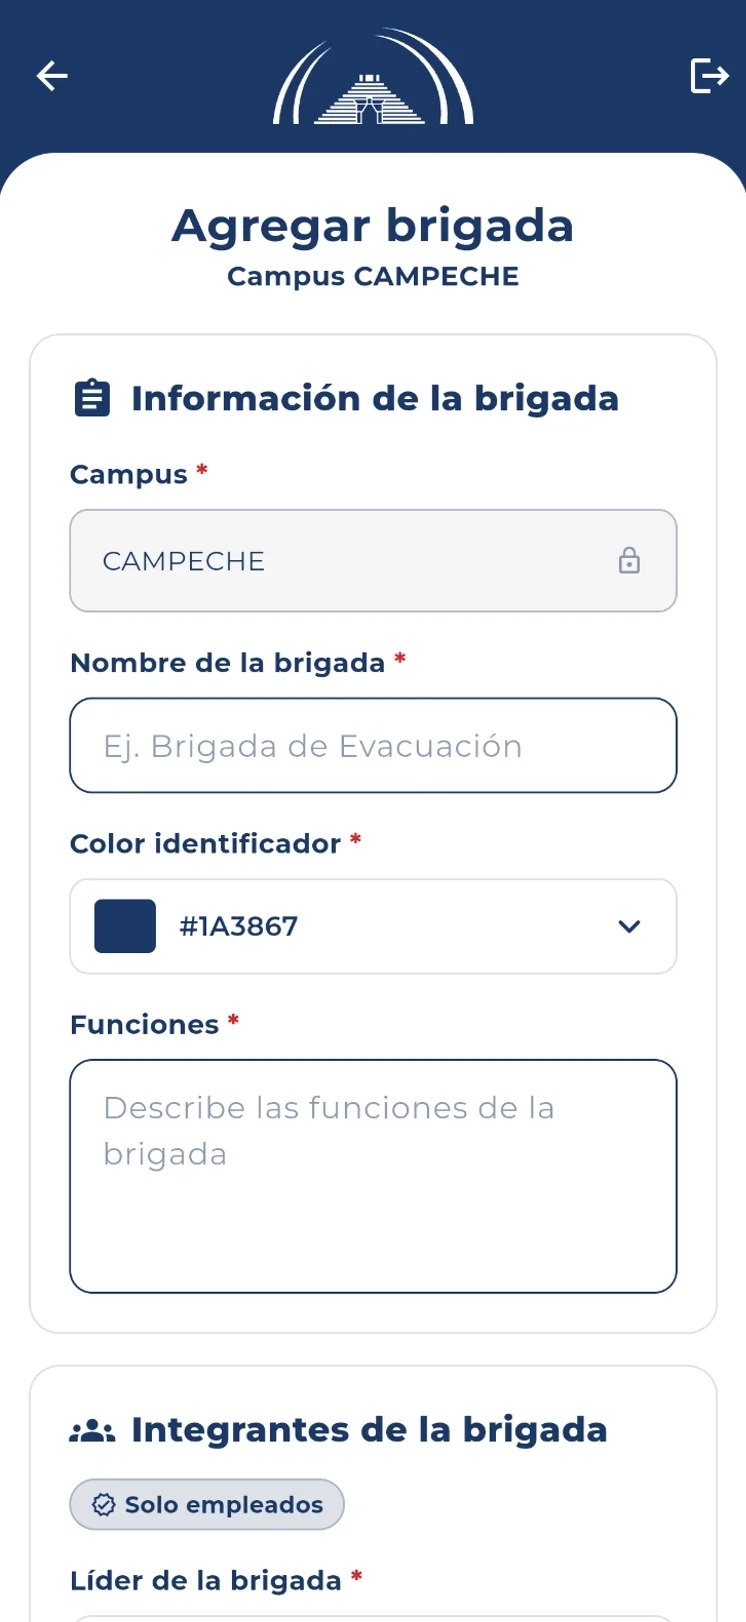 Agregar brigada
Campus CAMPECHE
Información de la brigada
Campus *
CAMPECHE
Nombre de la brigada *
Ej. Brigada de Evacuación
Color identificador *
#1A3867
Funciones *
Describe las funciones de la
brigada
Integrantes de la brigada
Solo empleados
Líder de la brigada *